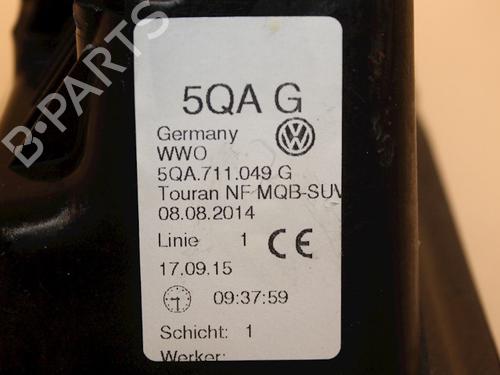 5QA G
Germany
WWO
5QA.711.049 G
Touran NF MQB-SUV
08.08.2014
Linie 1 CE
17.09.15
09:37:59
Schicht: 1
Werker:
B-PARTS